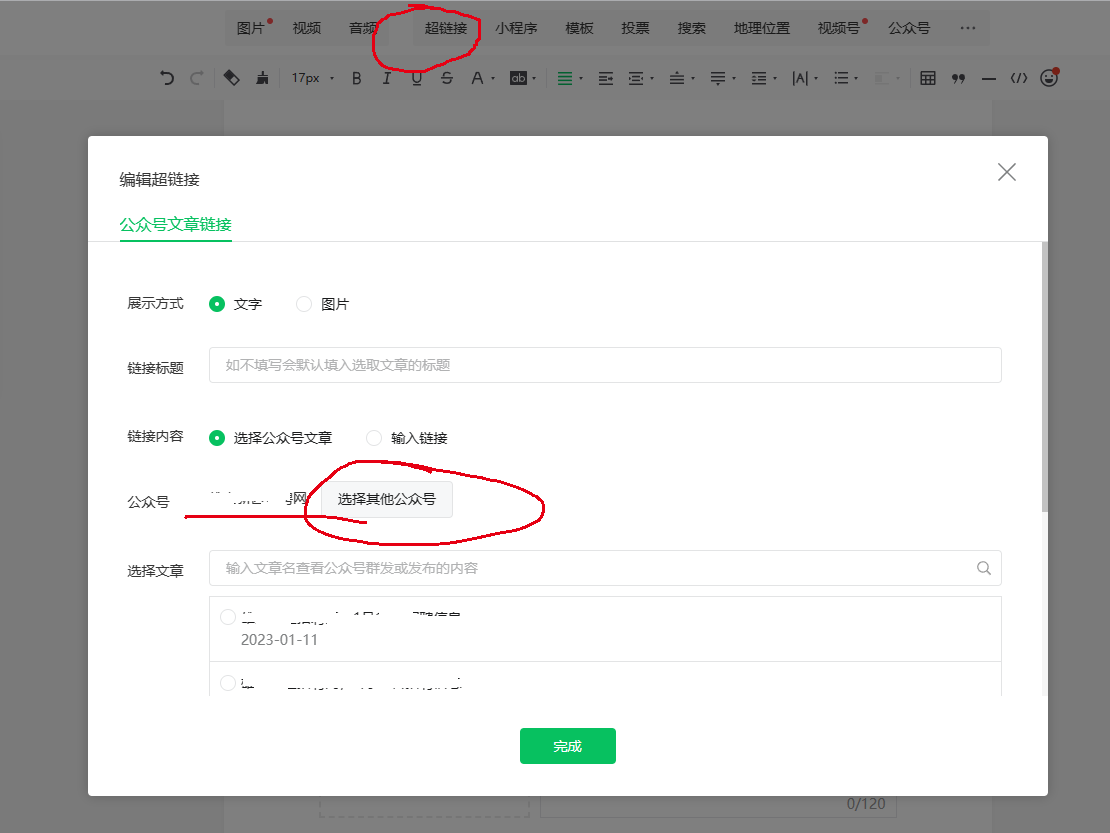 图片 视频 音频 超链接 小程序 模板 投票 搜索 地理位置 视频号 公众号 ···
17px B I U S A ab |A| </>
编辑超链接
公众号文章链接
展示方式 文字 图片
链接标题 如不填写会默认填入选取文章的标题
链接内容 选择公众号文章 输入链接
公众号 网 选择其他公众号
选择文章 输入文章名查看公众号群发或发布的内容
2023-01-11
完成
0/120